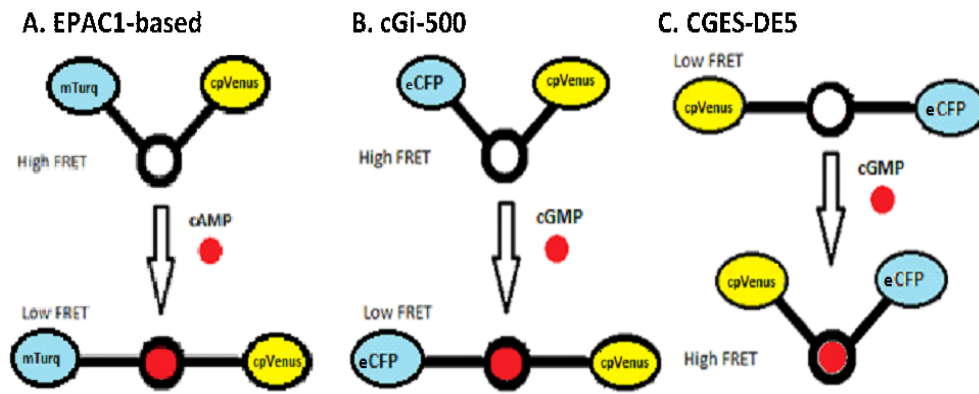 A. EPAC1-based
mTurq
cpVenus
High FRET
cAMP
Low FRET
mTurq
cpVenus
B. cGi-500
eCFP
cpVenus
High FRET
cGMP
Low FRET
eCFP
cpVenus
C. CGES-DE5
Low FRET
cpVenus
eCFP
cGMP
cpVenus
eCFP
High FRET